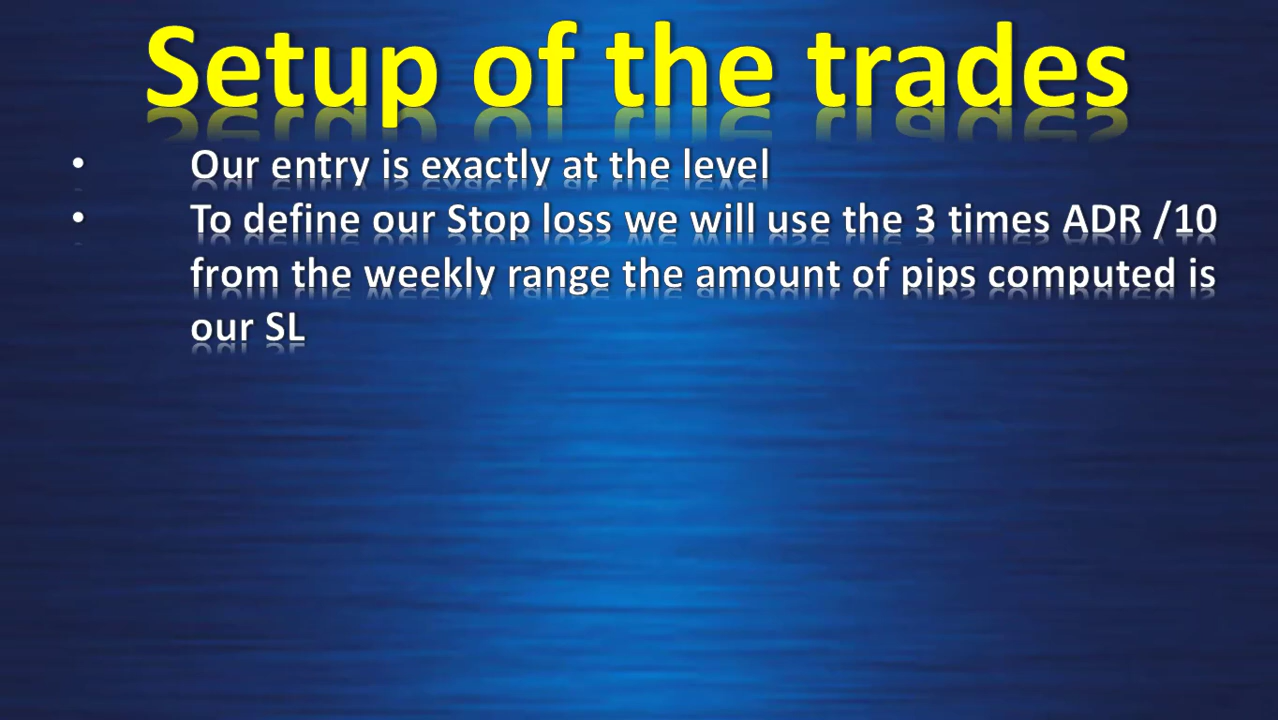 Setup of the trades
• Our entry is exactly at the level
• To define our Stop loss we will use the 3 times ADR /10
from the weekly range the amount of pips computed is
our SL